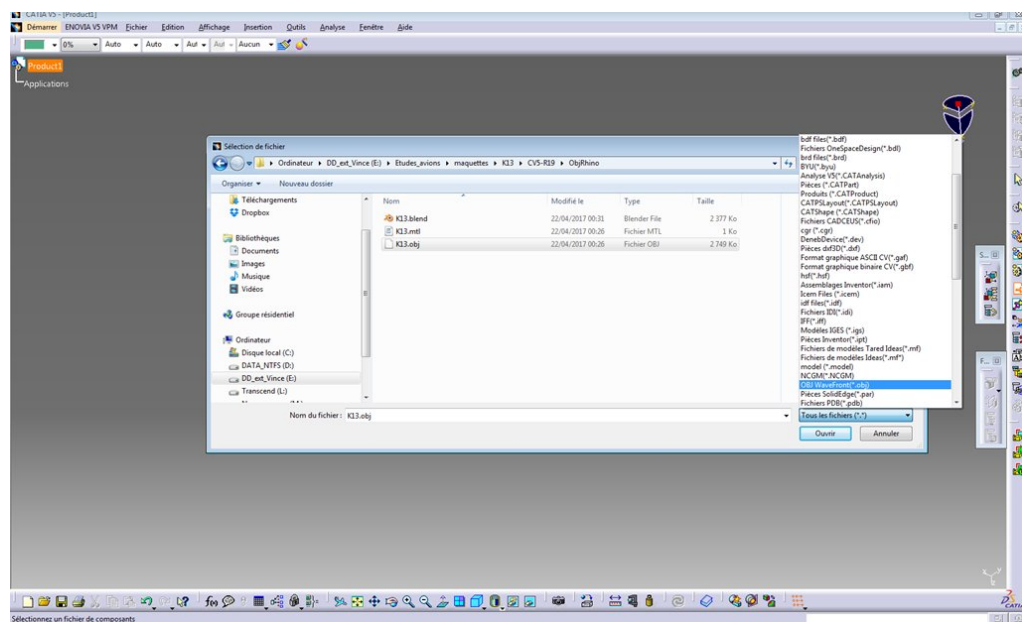 CATIA V5 - [Product1]
Démarrer ENOVIA V5 VPM Fichier Edition Affichage Insertion Outils Analyse Fenêtre Aide
0% Auto Auto Aut Aut Aucun
Product1
Applications
Sélection de fichier
Ordinateur DD_ext_Vince (E:) Etudes_avions maquettes K13 CV5-R19 ObjRhino
Organiser Nouveau dossier
Téléchargements
Dropbox
Bibliothèques
Documents
Images
Musique
Vidéos
Groupe résidentiel
Ordinateur
Disque local (C:)
DATA_NTFS (D:)
DD_ext_Vince (E:)
Transcend (L:)
Nom Modifié le Type Taille
K13.blend 22/04/2017 00:31 Blender File 2 377 Ko
K13.mtl 22/04/2017 00:26 Fichier MTL 1 Ko
K13.obj 22/04/2017 00:26 Fichier OBJ 2 749 Ko
bdf files(*.bdf)
Fichiers OneSpaceDesign(*.bdl)
brd files(*.brd)
BYU(*.byu)
Analyse V5(*.CATAnalysis)
Pièces (*.CATPart)
Produits (*.CATProduct)
CATPSLayout(*.CATPSLayout)
CATShape (*.CATShape)
Fichiers CADCEUS(*.cfio)
cgr (*.cgr)
DenebDevice(*.dev)
Pièces dxf3D(*.dxf)
Format graphique ASCII CV(*.gaf)
Format graphique binaire CV(*.gbf)
hsf(*.hsf)
Assemblages Inventor(*.iam)
Icem Files (*.icem)
idf files(*.idf)
Fichiers IDI(*.idi)
IFF(*.iff)
Modèles IGES (*.igs)
Pièces Inventor(*.ipt)
Fichiers de modèles Tared Ideas(*.mf)
Fichiers de modèles Ideas(*.mf*)
model (*.model)
NCGM(*.NCGM)
OBJ WaveFront(*.obj)
Pièces SolidEdge(*.par)
Fichiers PDB(*.pdb)
Nom du fichier : K13.obj Tous les fichiers (*.*)
Ouvrir Annuler
S...
F...
CATIA
Sélectionnez un fichier de composants